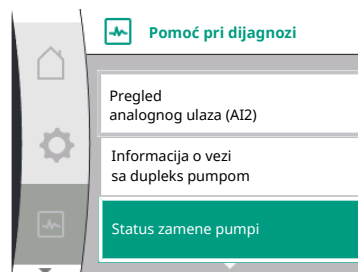 Pomoć pri dijagnozi
Pregled
analognog ulaza (AI2)
Informacija o vezi
sa dupleks pumpom
Status zamene pumpi